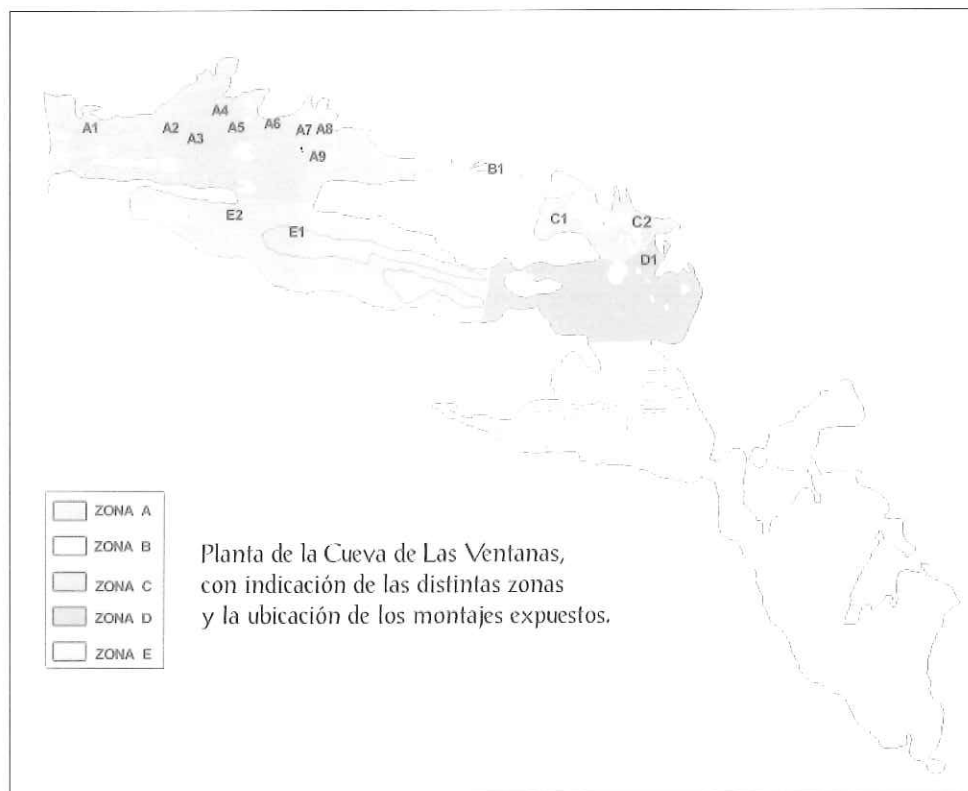 A1
A2
A3
A4
A5
A6
A7 A8
A9
B1
C1
C2
D1
E2
E1
ZONA A
ZONA B
ZONA C
ZONA D
ZONA E
Planta de la Cueva de Las Ventanas,
con indicación de las distintas zonas
y la ubicación de los montajes expuestos.